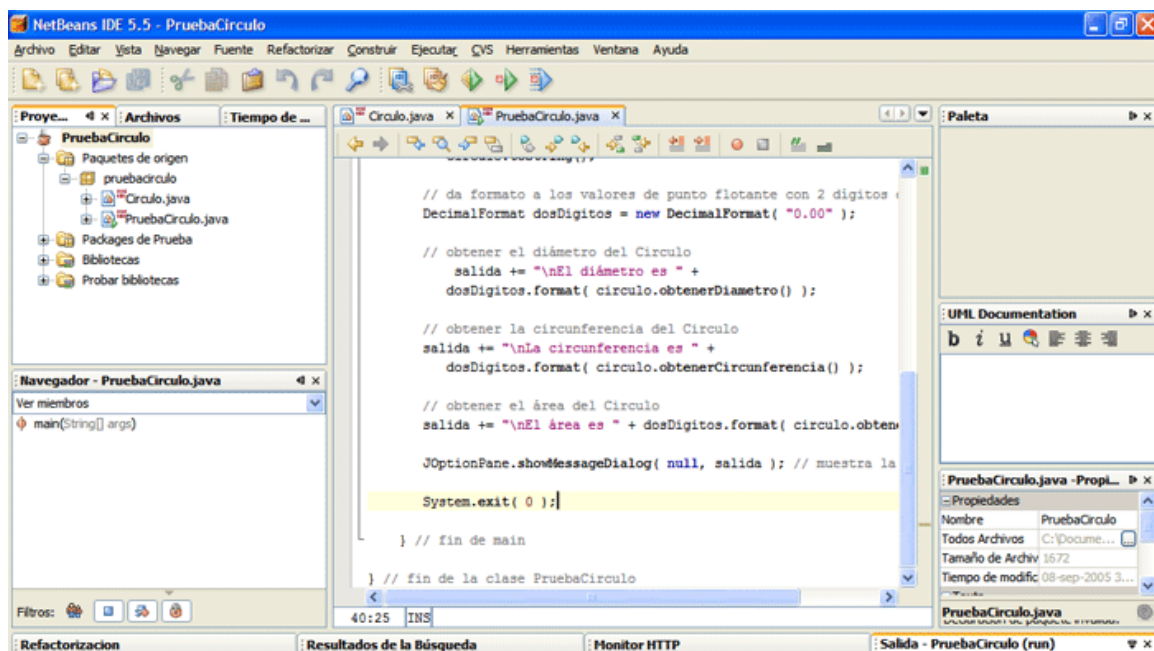 NetBeans IDE 5.5 - PruebaCirculo
Archivo Editar Vista Navegar Fuente Refactorizar Construir Ejecutar CVS Herramientas Ventana Ayuda
Proye... Archivos Tiempo de ...
PruebaCirculo
Paquetes de origen
pruebacirculo
Circulo.java
PruebaCirculo.java
Packages de Prueba
Bibliotecas
Probar bibliotecas
Navegador - PruebaCirculo.java
Ver miembros
main(String[] args)
Filtros:
Circulo.java PruebaCirculo.java
// da formato a los valores de punto flotante con 2 digitos
DecimalFormat dosDigitos = new DecimalFormat( "0.00" );
// obtener el diámetro del Circulo
salida += "\nEl diámetro es " +
dosDigitos.format( circulo.obtenerDiametro() );
// obtener la circunferencia del Circulo
salida += "\nLa circunferencia es " +
dosDigitos.format( circulo.obtenerCircunferencia() );
// obtener el área del Circulo
salida += "\nEl área es " + dosDigitos.format( circulo.obten
JOptionPane.showMessageDialog( null, salida ); // muestra la
System.exit( 0 );
} // fin de main
} // fin de la clase PruebaCirculo
40:25 INS
Paleta
UML Documentation
b i u
PruebaCirculo.java -Propi...
Propiedades
Nombre PruebaCirculo
Todos Archivos C:\Docume... ...
Tamaño de Archiv 1672
Tiempo de modific 08-sep-2005 3...
PruebaCirculo.java
Refactorizacion Resultados de la Búsqueda Monitor HTTP Salida - PruebaCirculo (run)